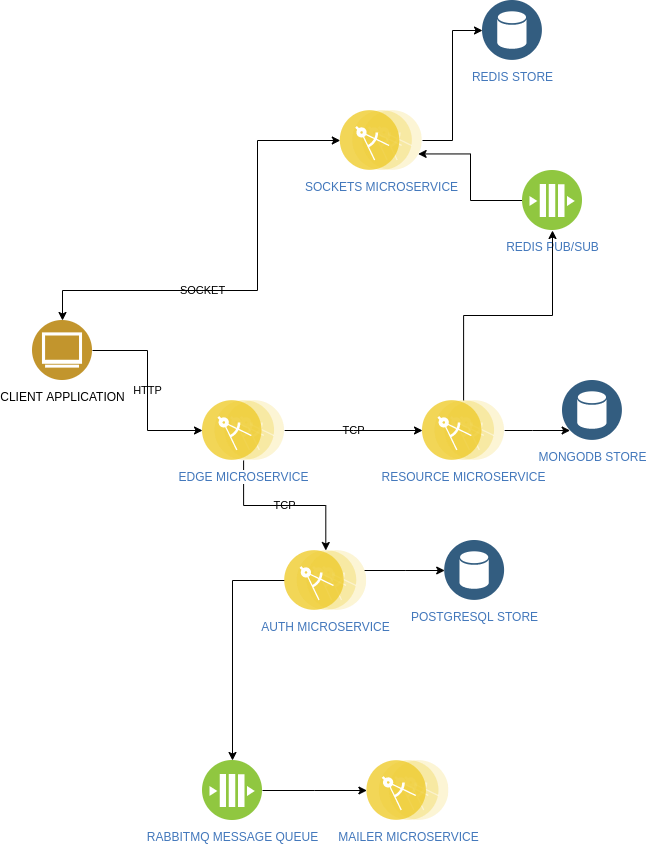 REDIS STORE
SOCKETS MICROSERVICE
REDIS PUB/SUB
SOCKET
CLIENT APPLICATION
HTTP
TCP
EDGE MICROSERVICE
RESOURCE MICROSERVICE
MONGODB STORE
TCP
AUTH MICROSERVICE
POSTGRESQL STORE
RABBITMQ MESSAGE QUEUE
MAILER MICROSERVICE